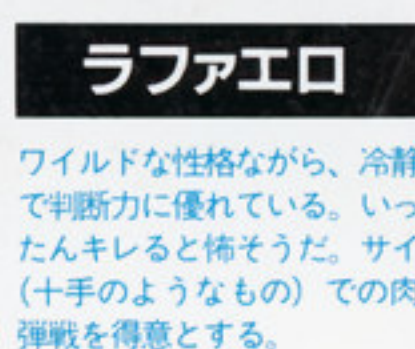 ラファエロ
ワイルドな性格ながら、冷静
で判断力に優れている。いっ
たんキレると怖そうだ。サイ
(十手のようなもの) での肉
弾戦を得意とする。